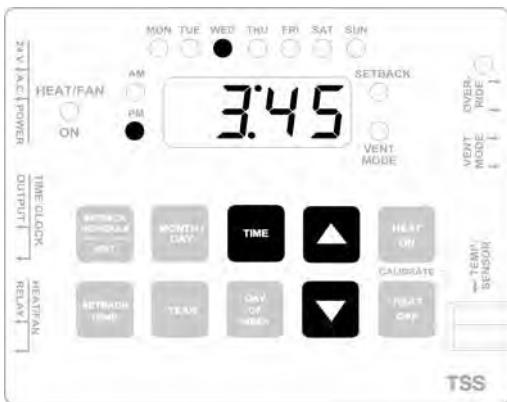 MON TUE WED THU FRI SAT SUN
24 V. A.C. POWER
HEAT/FAN
ON
AM
PM
3:45
SETBACK
VENT
MODE
OVER-
RIDE
VENT
MODE
TIME CLOCK
OUTPUT
SETBACK
SCHEDULE
MONTH /
DAY
TIME
HEAT
ON
CALIBRATE
TEMP.
SENSOR
HEAT/FAN
RELAY
SETBACK
TEMP
YEAR
DAY
OF
WEEK
HEAT
OFF
TSS